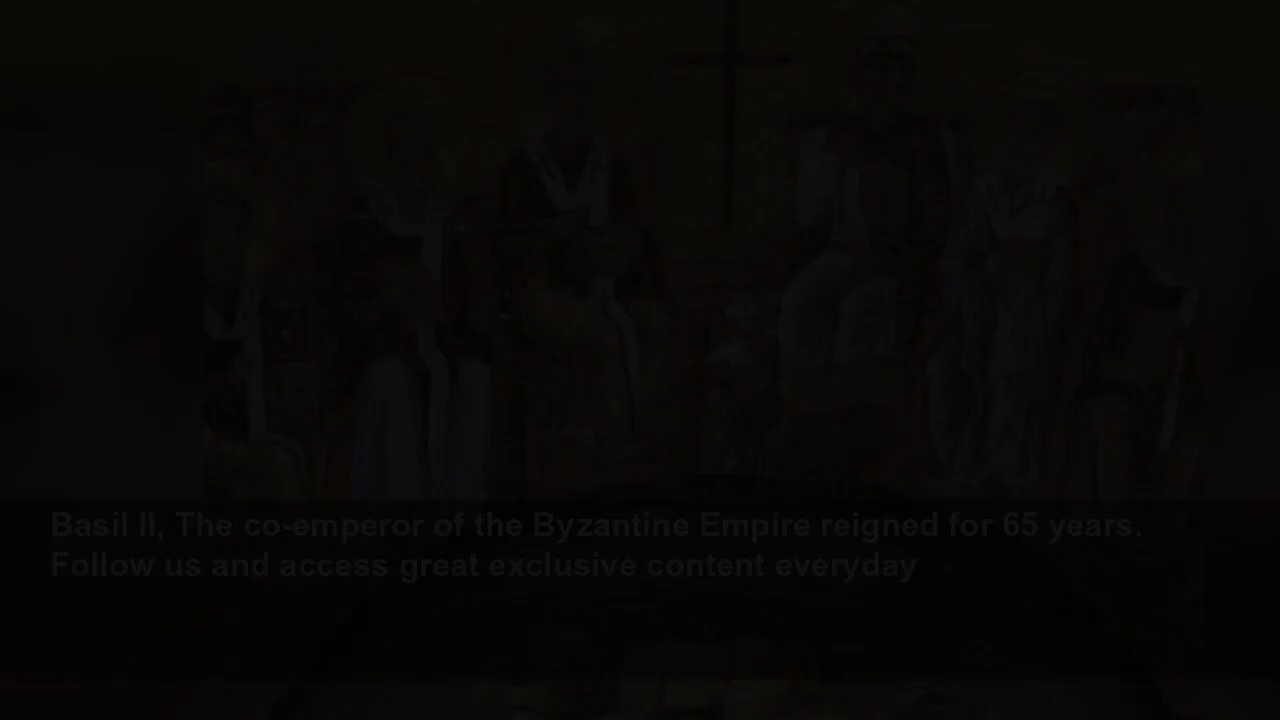 Basil II, The co-emperor of the Byzantine Empire reigned for 65 years.
Follow us and access great exclusive content everyday